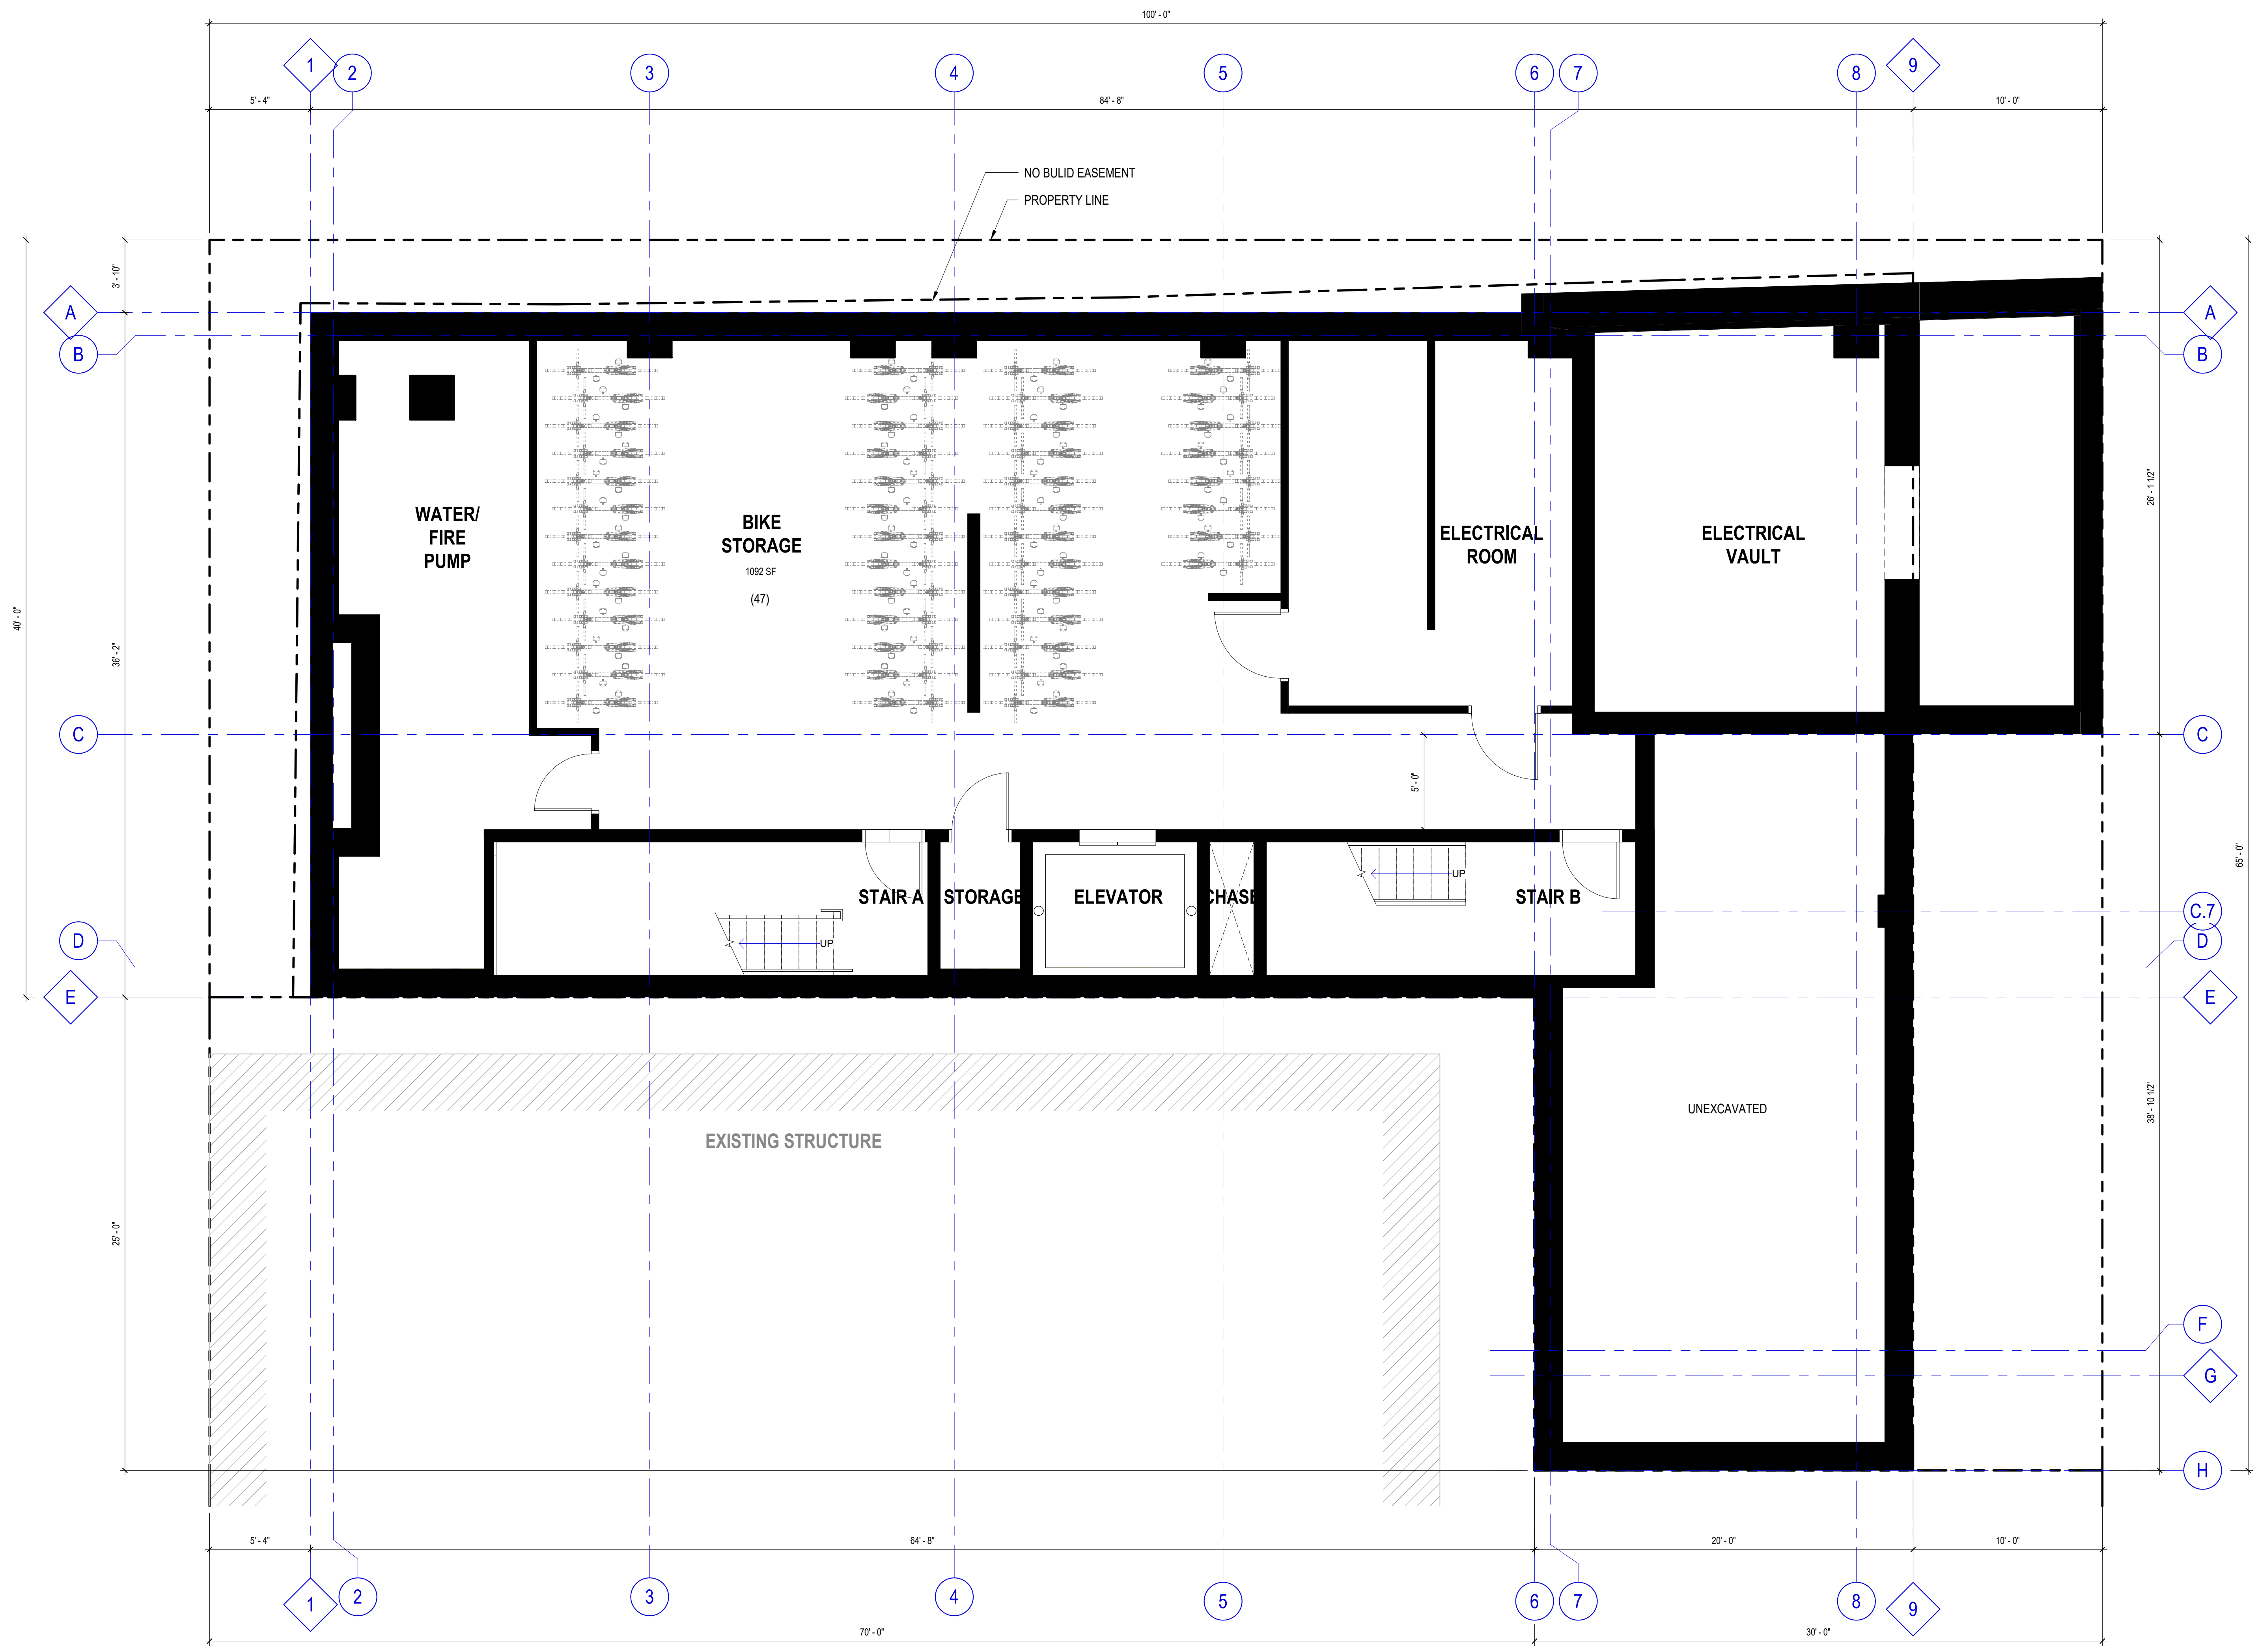 100' - 0"
1
2
3
4
5
6
7
8
9
5' - 4"
84' - 8"
10' - 0"
NO BULID EASEMENT
PROPERTY LINE
3' - 10"
A
A
B
B
40' - 0"
36' - 2"
26' - 1 1/2"
65' - 0"
WATER/
FIRE
PUMP
BIKE
STORAGE
1092 SF
(47)
ELECTRICAL
ROOM
ELECTRICAL
VAULT
C
C
5' - 0"
UP
STAIR A
STORAGE
ELEVATOR
CHASE
STAIR B
UP
C.7
D
D
E
E
38' - 10 1/2"
UNEXCAVATED
EXISTING STRUCTURE
25' - 0"
F
G
H
5' - 4"
64' - 8"
20' - 0"
10' - 0"
1
2
3
4
5
6
7
8
9
70' - 0"
30' - 0"